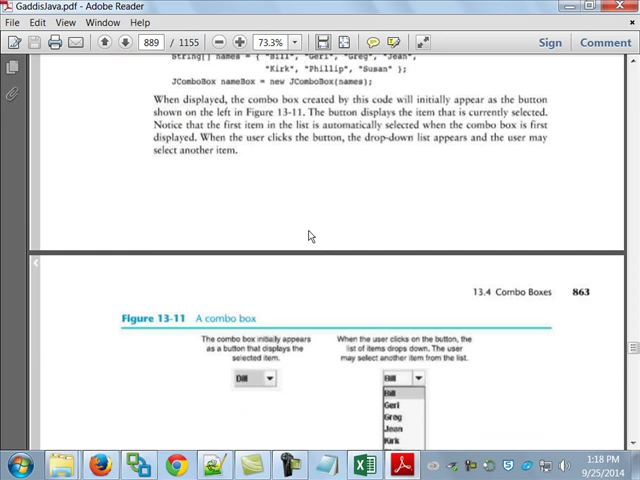 GaddisJava.pdf - Adobe Reader
File Edit View Window Help
889 / 1155 73.3% Sign Comment
String[] names = { "Bill", "Geri", "Greg", "Jean",
"Kirk", "Phillip", "Susan" };
JComboBox nameBox = new JComboBox(names);
When displayed, the combo box created by this code will initially appear as the button
shown on the left in Figure 13-11. The button displays the item that is currently selected.
Notice that the first item in the list is automatically selected when the combo box is first
displayed. When the user clicks the button, the drop-down list appears and the user may
select another item.
13.4 Combo Boxes 863
Figure 13-11 A combo box
The combo box initially appears
as a button that displays the
selected item.
When the user clicks on the button, the
list of items drops down. The user
may select another item from the list.
Bill
Bill
Bill
Geri
Greg
Jean
Kirk
1:18 PM
9/25/2014